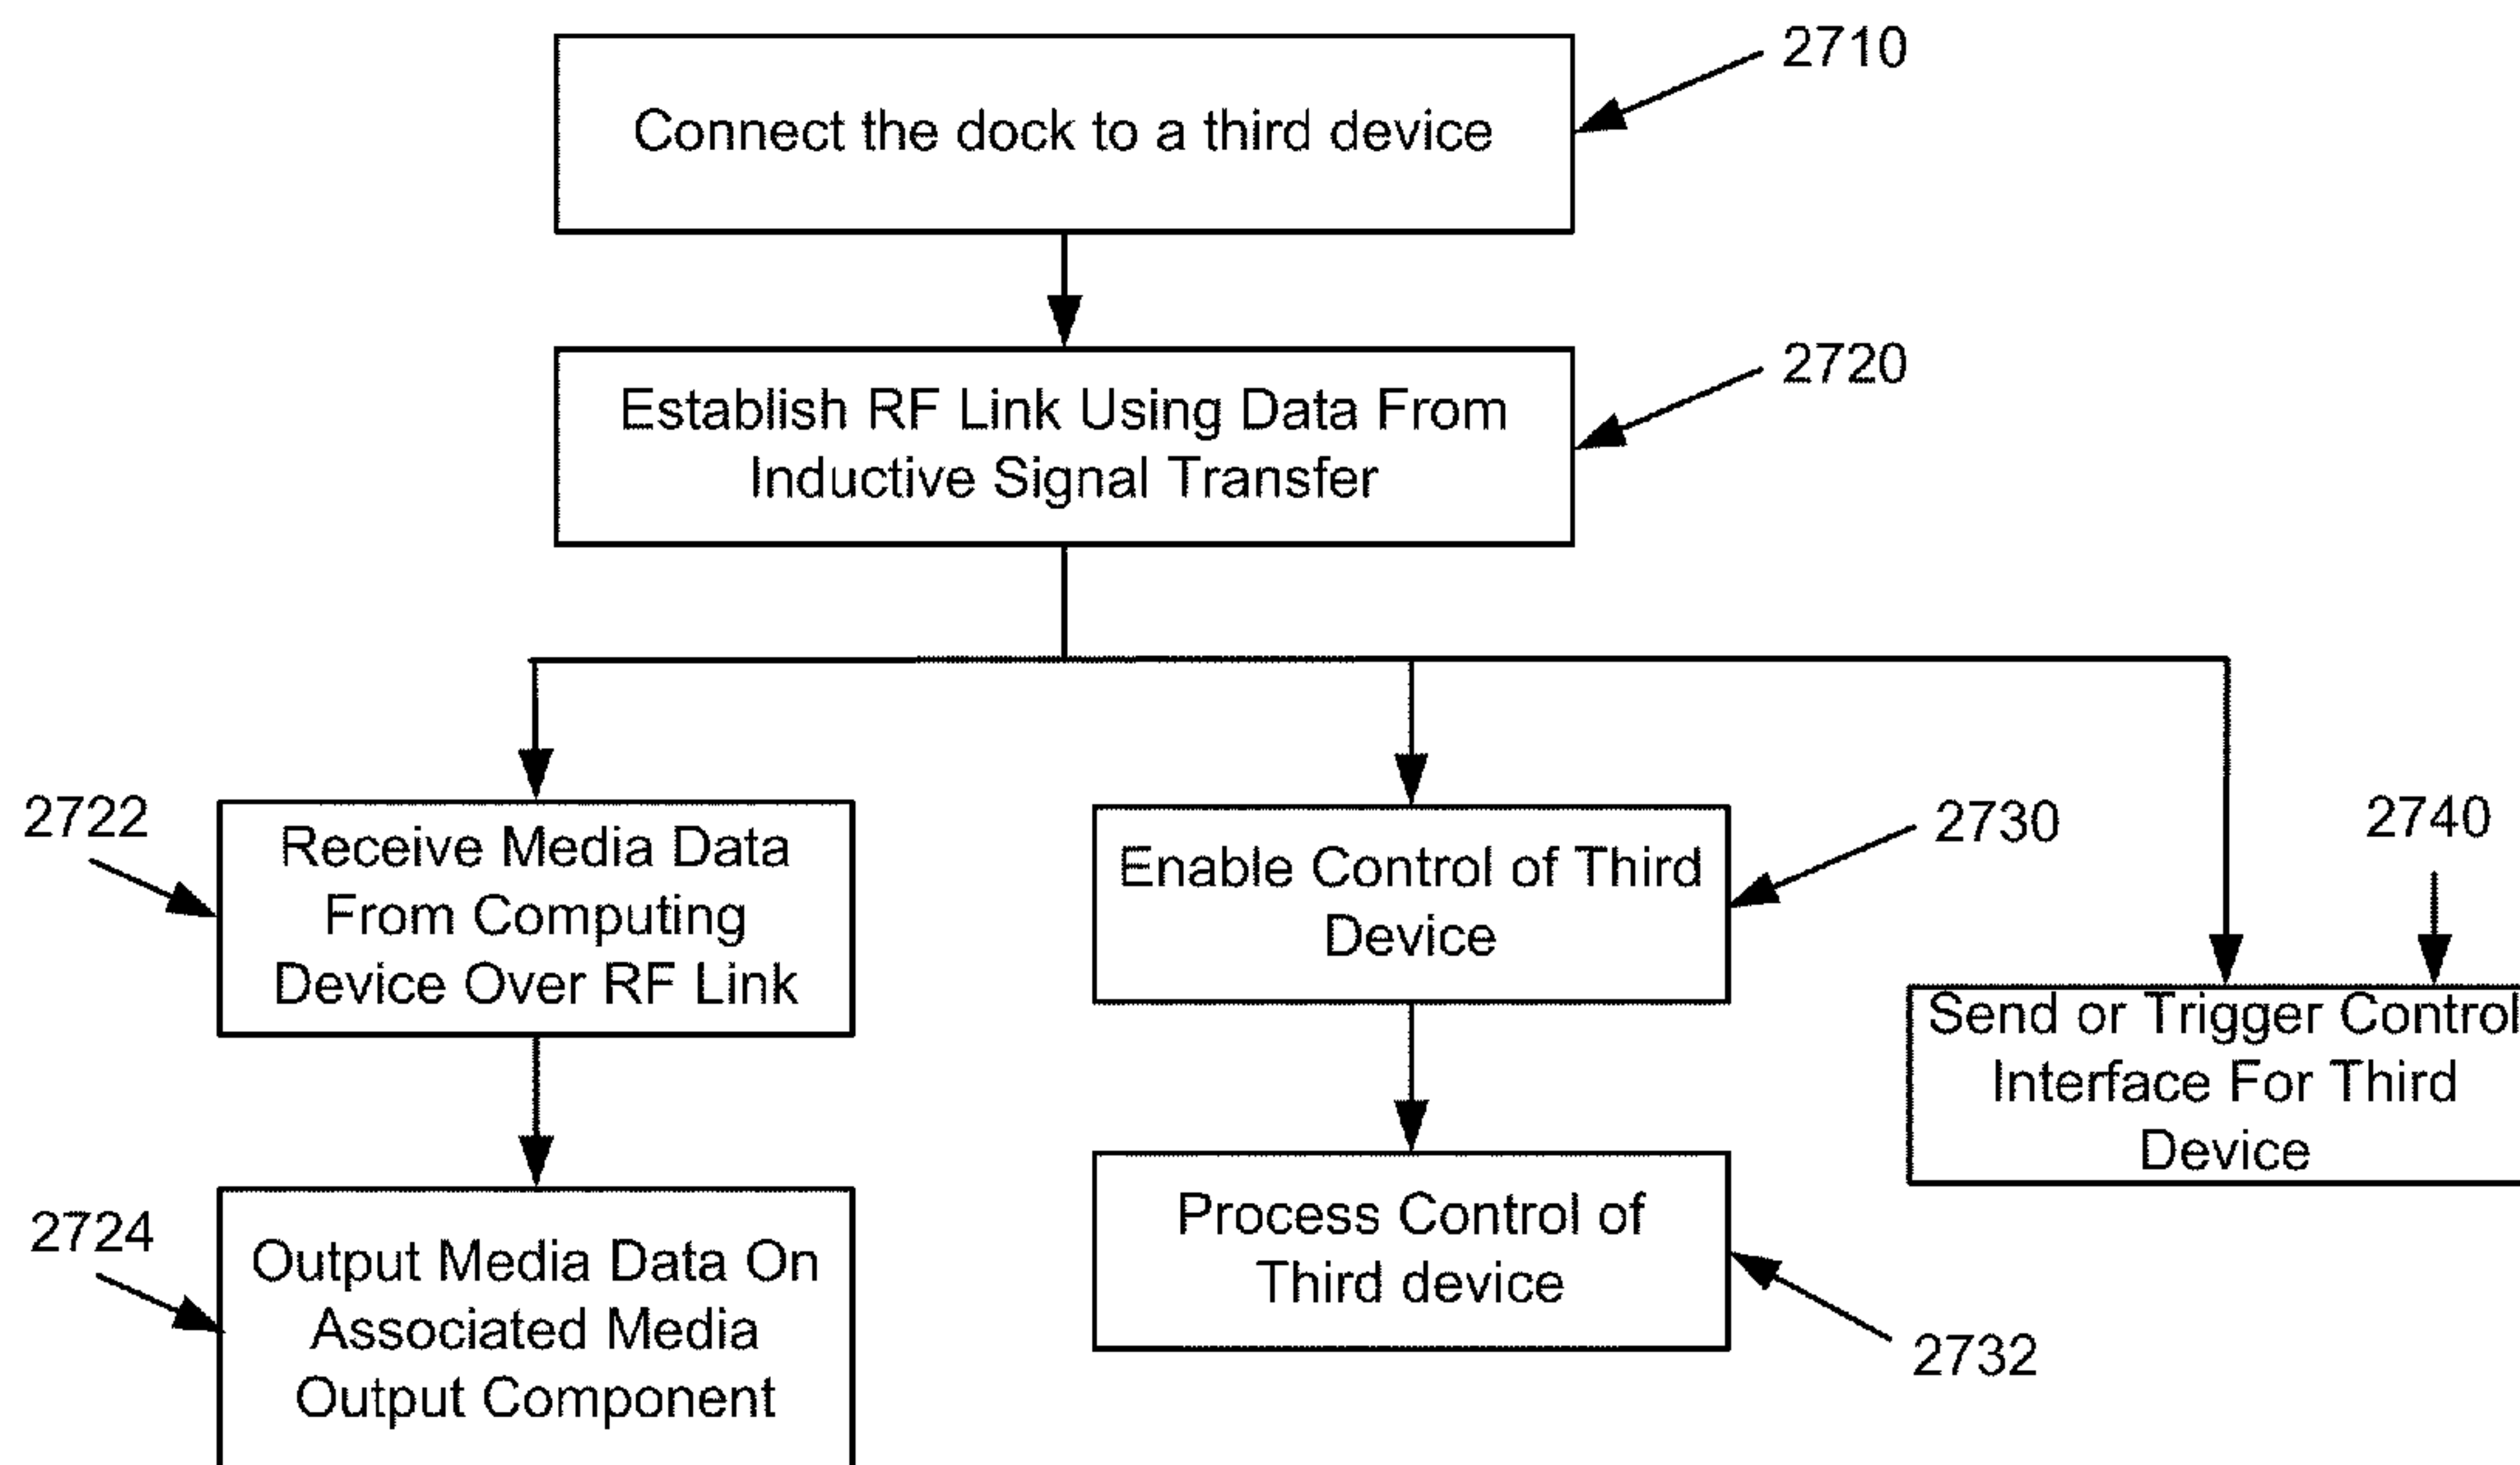 2710
Connect the dock to a third device
2720
Establish RF Link Using Data From
Inductive Signal Transfer
2722
Receive Media Data
From Computing
Device Over RF Link
2730
Enable Control of Third
Device
2740
Send or Trigger Control
Interface For Third
Device
2724
Output Media Data On
Associated Media
Output Component
Process Control of
Third device
2732